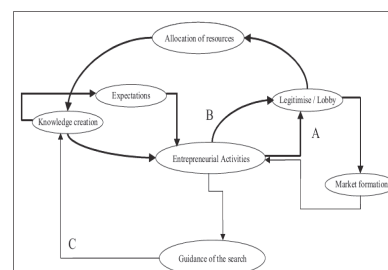 Allocation of resources
Expectations
B
Legitimise / Lobby
Knowledge creation
A
Entrepreneurial Activities
Market formation
C
Guidance of the search